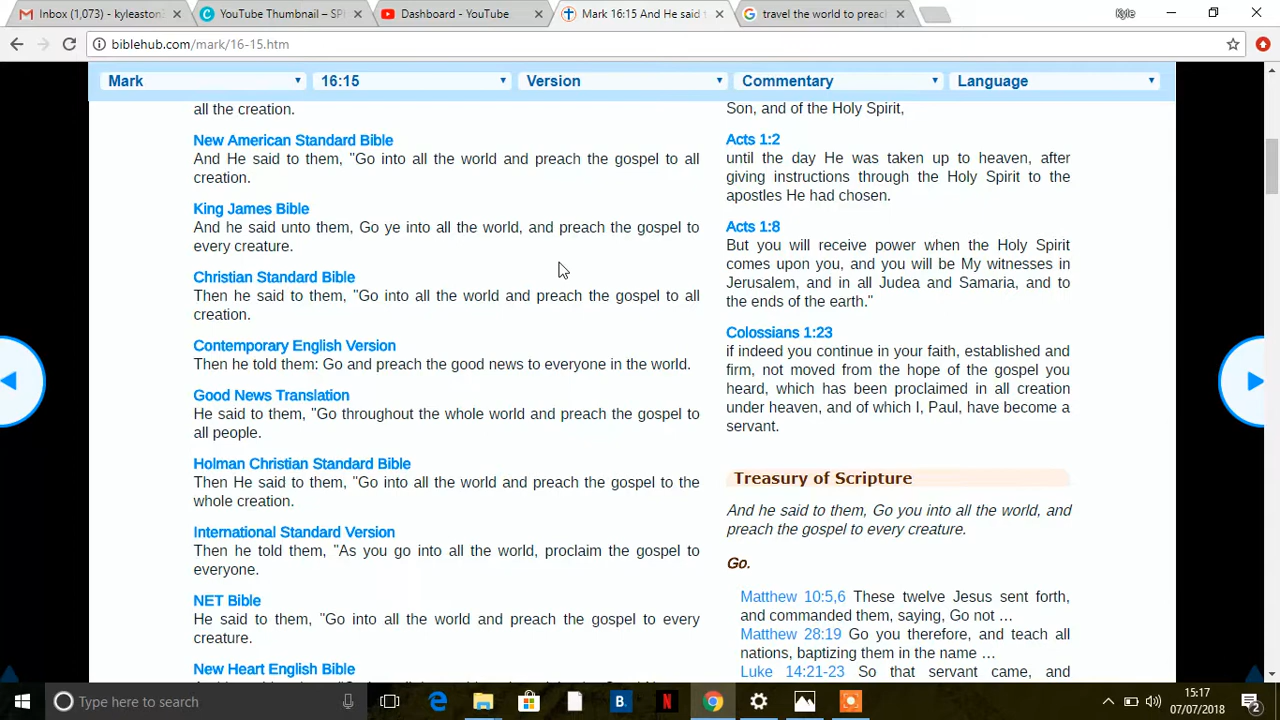 Inbox (1,073) - kyleaston
YouTube Thumbnail – SP
Dashboard - YouTube
Mark 16:15 And He said t
travel the world to preac
Kyle
biblehub.com/mark/16-15.htm
Mark
16:15
Version
Commentary
Language
all the creation.
New American Standard Bible
And He said to them, "Go into all the world and preach the gospel to all
creation.
King James Bible
And he said unto them, Go ye into all the world, and preach the gospel to
every creature.
Christian Standard Bible
Then he said to them, "Go into all the world and preach the gospel to all
creation.
Contemporary English Version
Then he told them: Go and preach the good news to everyone in the world.
Good News Translation
He said to them, "Go throughout the whole world and preach the gospel to
all people.
Holman Christian Standard Bible
Then He said to them, "Go into all the world and preach the gospel to the
whole creation.
International Standard Version
Then he told them, "As you go into all the world, proclaim the gospel to
everyone.
NET Bible
He said to them, "Go into all the world and preach the gospel to every
creature.
New Heart English Bible
Son, and of the Holy Spirit,
Acts 1:2
until the day He was taken up to heaven, after
giving instructions through the Holy Spirit to the
apostles He had chosen.
Acts 1:8
But you will receive power when the Holy Spirit
comes upon you, and you will be My witnesses in
Jerusalem, and in all Judea and Samaria, and to
the ends of the earth."
Colossians 1:23
if indeed you continue in your faith, established and
firm, not moved from the hope of the gospel you
heard, which has been proclaimed in all creation
under heaven, and of which I, Paul, have become a
servant.
Treasury of Scripture
And he said to them, Go you into all the world, and
preach the gospel to every creature.
Go.
Matthew 10:5,6 These twelve Jesus sent forth,
and commanded them, saying, Go not …
Matthew 28:19 Go you therefore, and teach all
nations, baptizing them in the name …
Luke 14:21-23 So that servant came, and
Type here to search
B.
N
15:17
07/07/2018
2